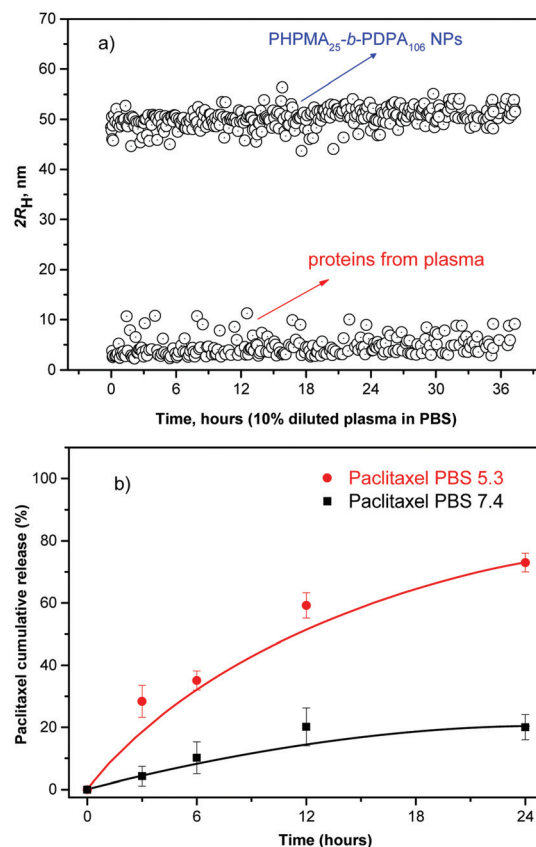 a)
PHPMA25-b-PDPA106 NPs
70
60
50
40
30
20
10
0
2RH, nm
proteins from plasma
0 6 12 18 24 30 36
Time, hours (10% diluted plasma in PBS)
b)
Paclitaxel PBS 5.3
Paclitaxel PBS 7.4
100
80
60
40
20
0
Paclitaxel cumulative release (%)
0 6 12 24
Time (hours)